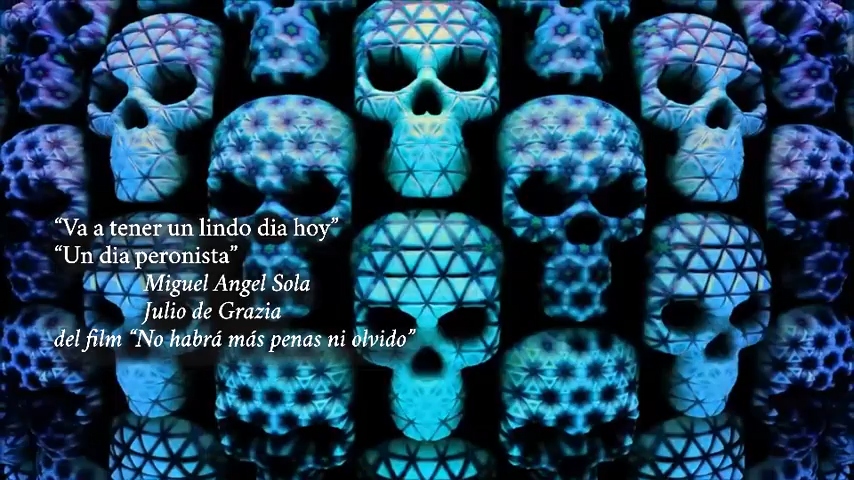 “Va a tener un lindo dia hoy”
“Un dia peronista”
Miguel Angel Sola
Julio de Grazia
del film “No habrá más penas ni olvido”